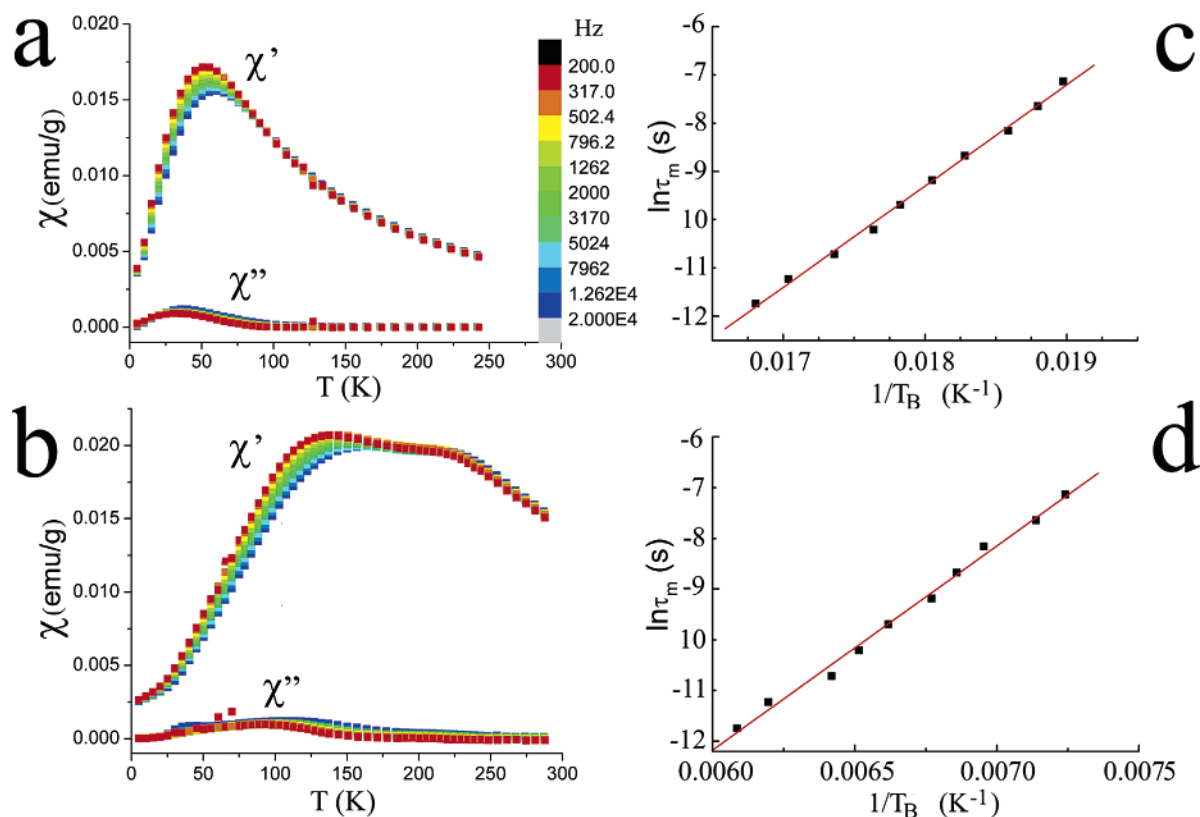 a
χ(emu/g)
0.020
0.015
0.010
0.005
0.000
χ’
χ”
0 50 100 150 200 250 300
T (K)
Hz
200.0
317.0
502.4
796.2
1262
2000
3170
5024
7962
1.262E4
2.000E4
c
lnτm (s)
-6
-7
-8
-9
10
-11
-12
0.017 0.018 0.019
1/TB (K-1)
b
χ(emu/g)
0.020
0.015
0.010
0.005
0.000
χ’
χ”
0 50 100 150 200 250 300
T (K)
d
lnτm (s)
-6
-7
-8
-9
10
-11
-12
0.0060 0.0065 0.0070 0.0075
1/TB (K-1)